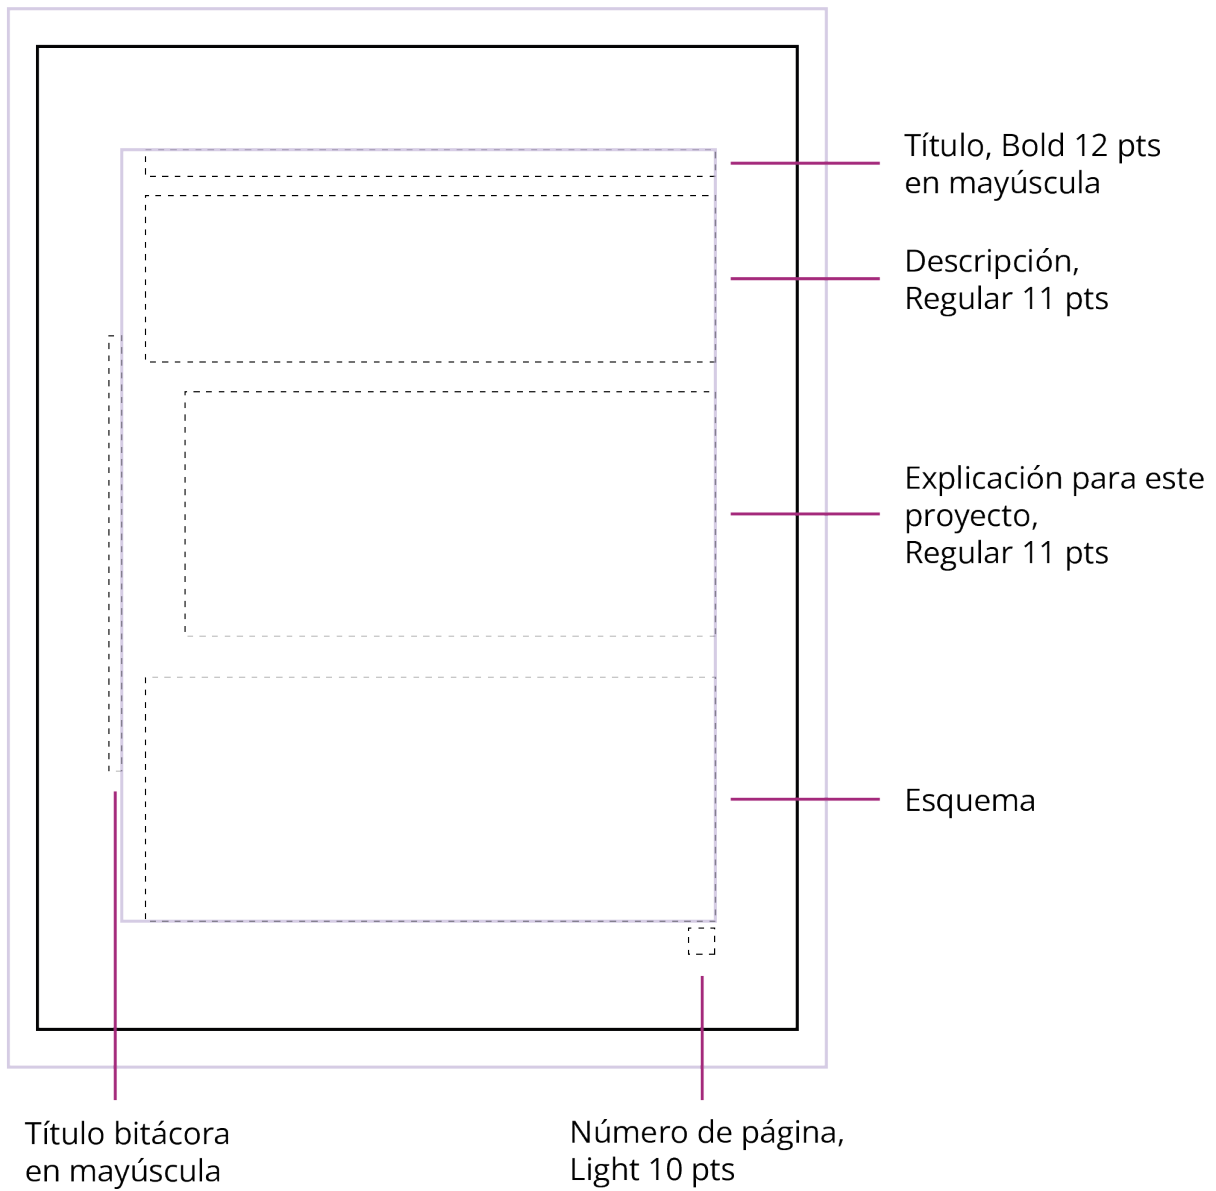 Título, Bold 12 pts
en mayúscula
Descripción,
Regular 11 pts
Explicación para este
proyecto,
Regular 11 pts
Esquema
Título bitácora
en mayúscula
Número de página,
Light 10 pts